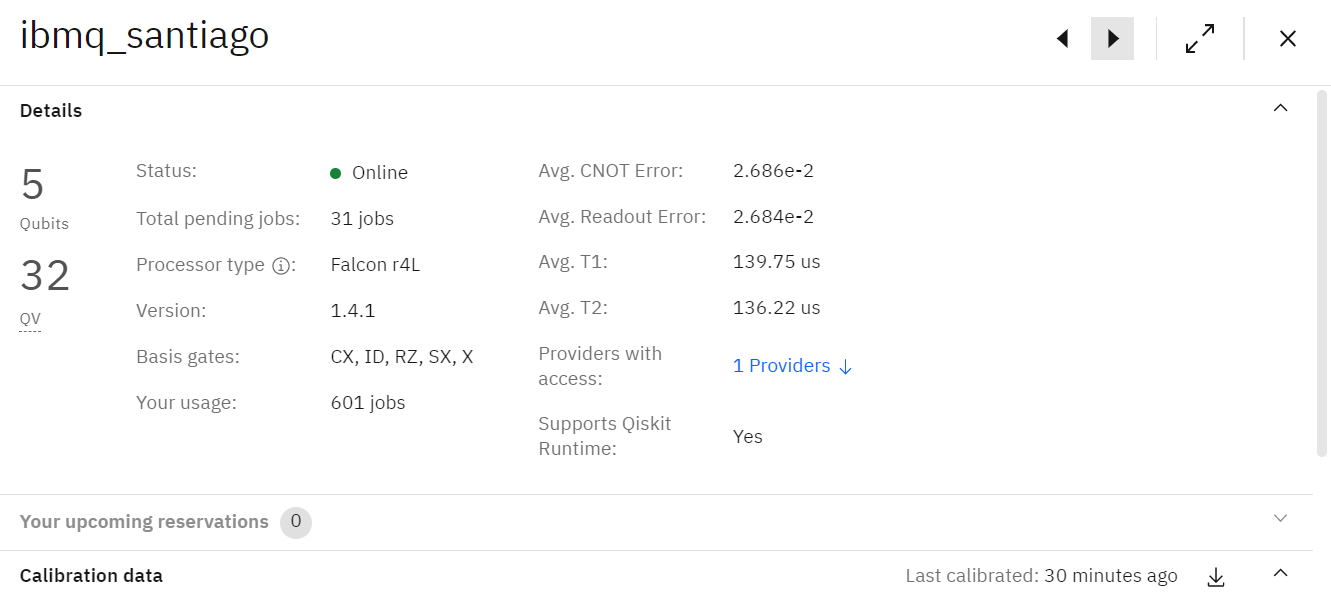 ibmq_santiago
Details
5
Qubits
32
QV
Status: Online
Total pending jobs: 31 jobs
Processor type : Falcon r4L
Version: 1.4.1
Basis gates: CX, ID, RZ, SX, X
Your usage: 601 jobs
Avg. CNOT Error: 2.686e-2
Avg. Readout Error: 2.684e-2
Avg. T1: 139.75 us
Avg. T2: 136.22 us
Providers with
access:
1 Providers ↓
Supports Qiskit
Runtime:
Yes
Your upcoming reservations 0
Calibration data Last calibrated: 30 minutes ago